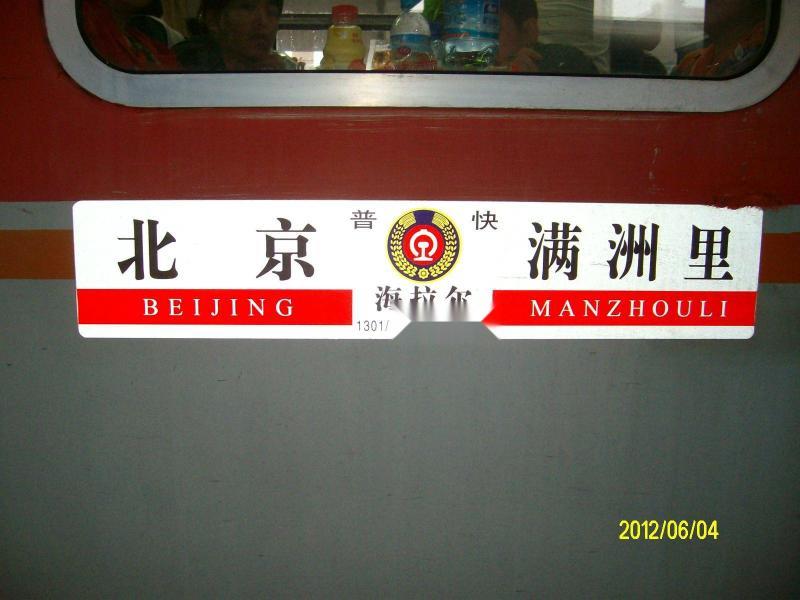 普 快
北京 满洲里
海拉尔
BEIJING MANZHOULI
1301/
2012/06/04